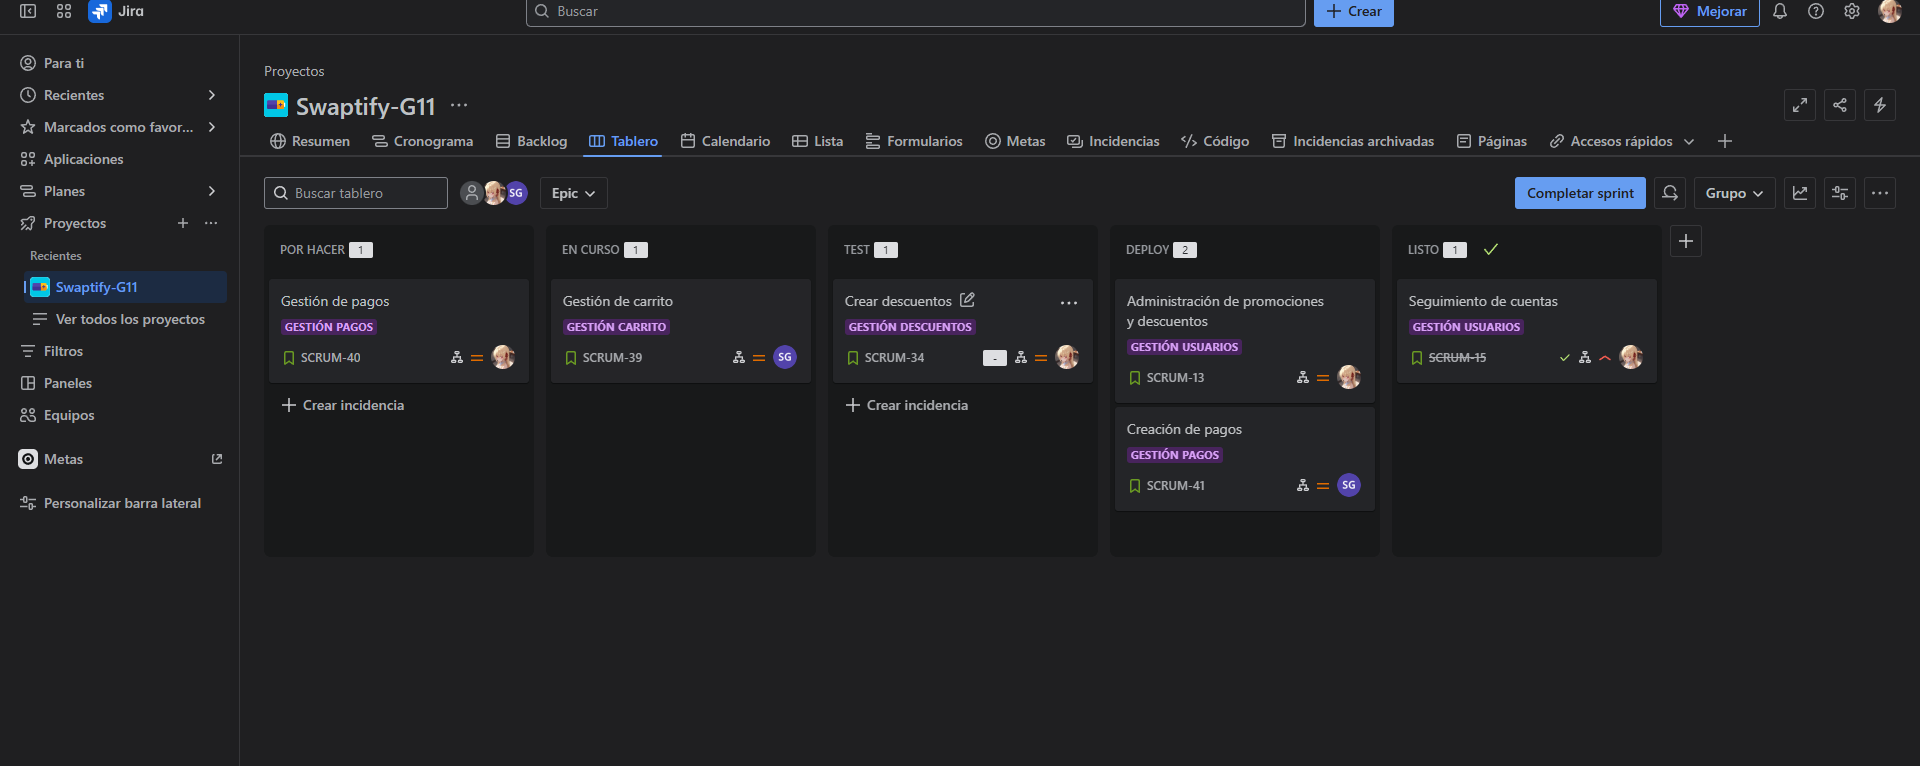 Jira
Buscar
Crear
Mejorar
Para ti
Recientes
Marcados como favor...
Aplicaciones
Planes
Proyectos
Recientes
Swaptify-G11
Ver todos los proyectos
Filtros
Paneles
Equipos
Metas
Personalizar barra lateral
Proyectos
Swaptify-G11
Resumen
Cronograma
Backlog
Tablero
Calendario
Lista
Formularios
Metas
Incidencias
Código
Incidencias archivadas
Páginas
Accesos rápidos
Buscar tablero
SG
Epic
Completar sprint
Grupo
POR HACER 1
Gestión de pagos
GESTIÓN PAGOS
SCRUM-40
Crear incidencia
EN CURSO 1
Gestión de carrito
GESTIÓN CARRITO
SCRUM-39
SG
TEST 1
Crear descuentos
GESTIÓN DESCUENTOS
SCRUM-34
-
Crear incidencia
DEPLOY 2
Administración de promociones
y descuentos
GESTIÓN USUARIOS
SCRUM-13
Creación de pagos
GESTIÓN PAGOS
SCRUM-41
SG
LISTO 1
Seguimiento de cuentas
GESTIÓN USUARIOS
SCRUM-15